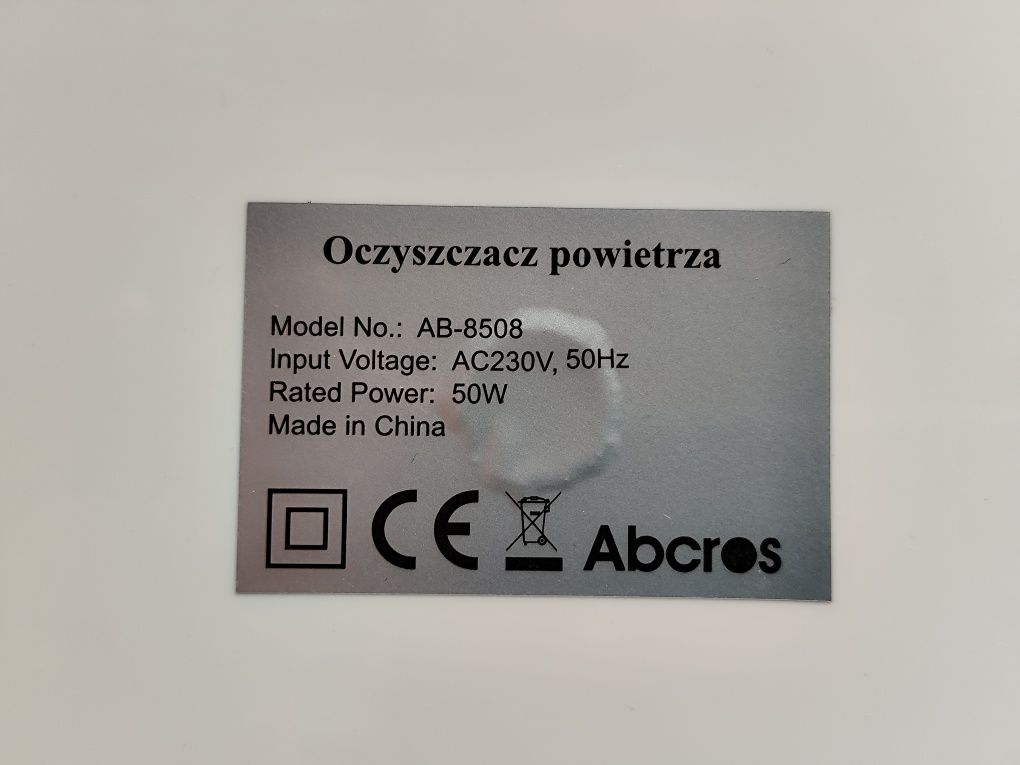 Oczyszczacz powietrza
Model No.: AB-8508
Input Voltage: AC230V, 50Hz
Rated Power: 50W
Made in China
CE
Abcros